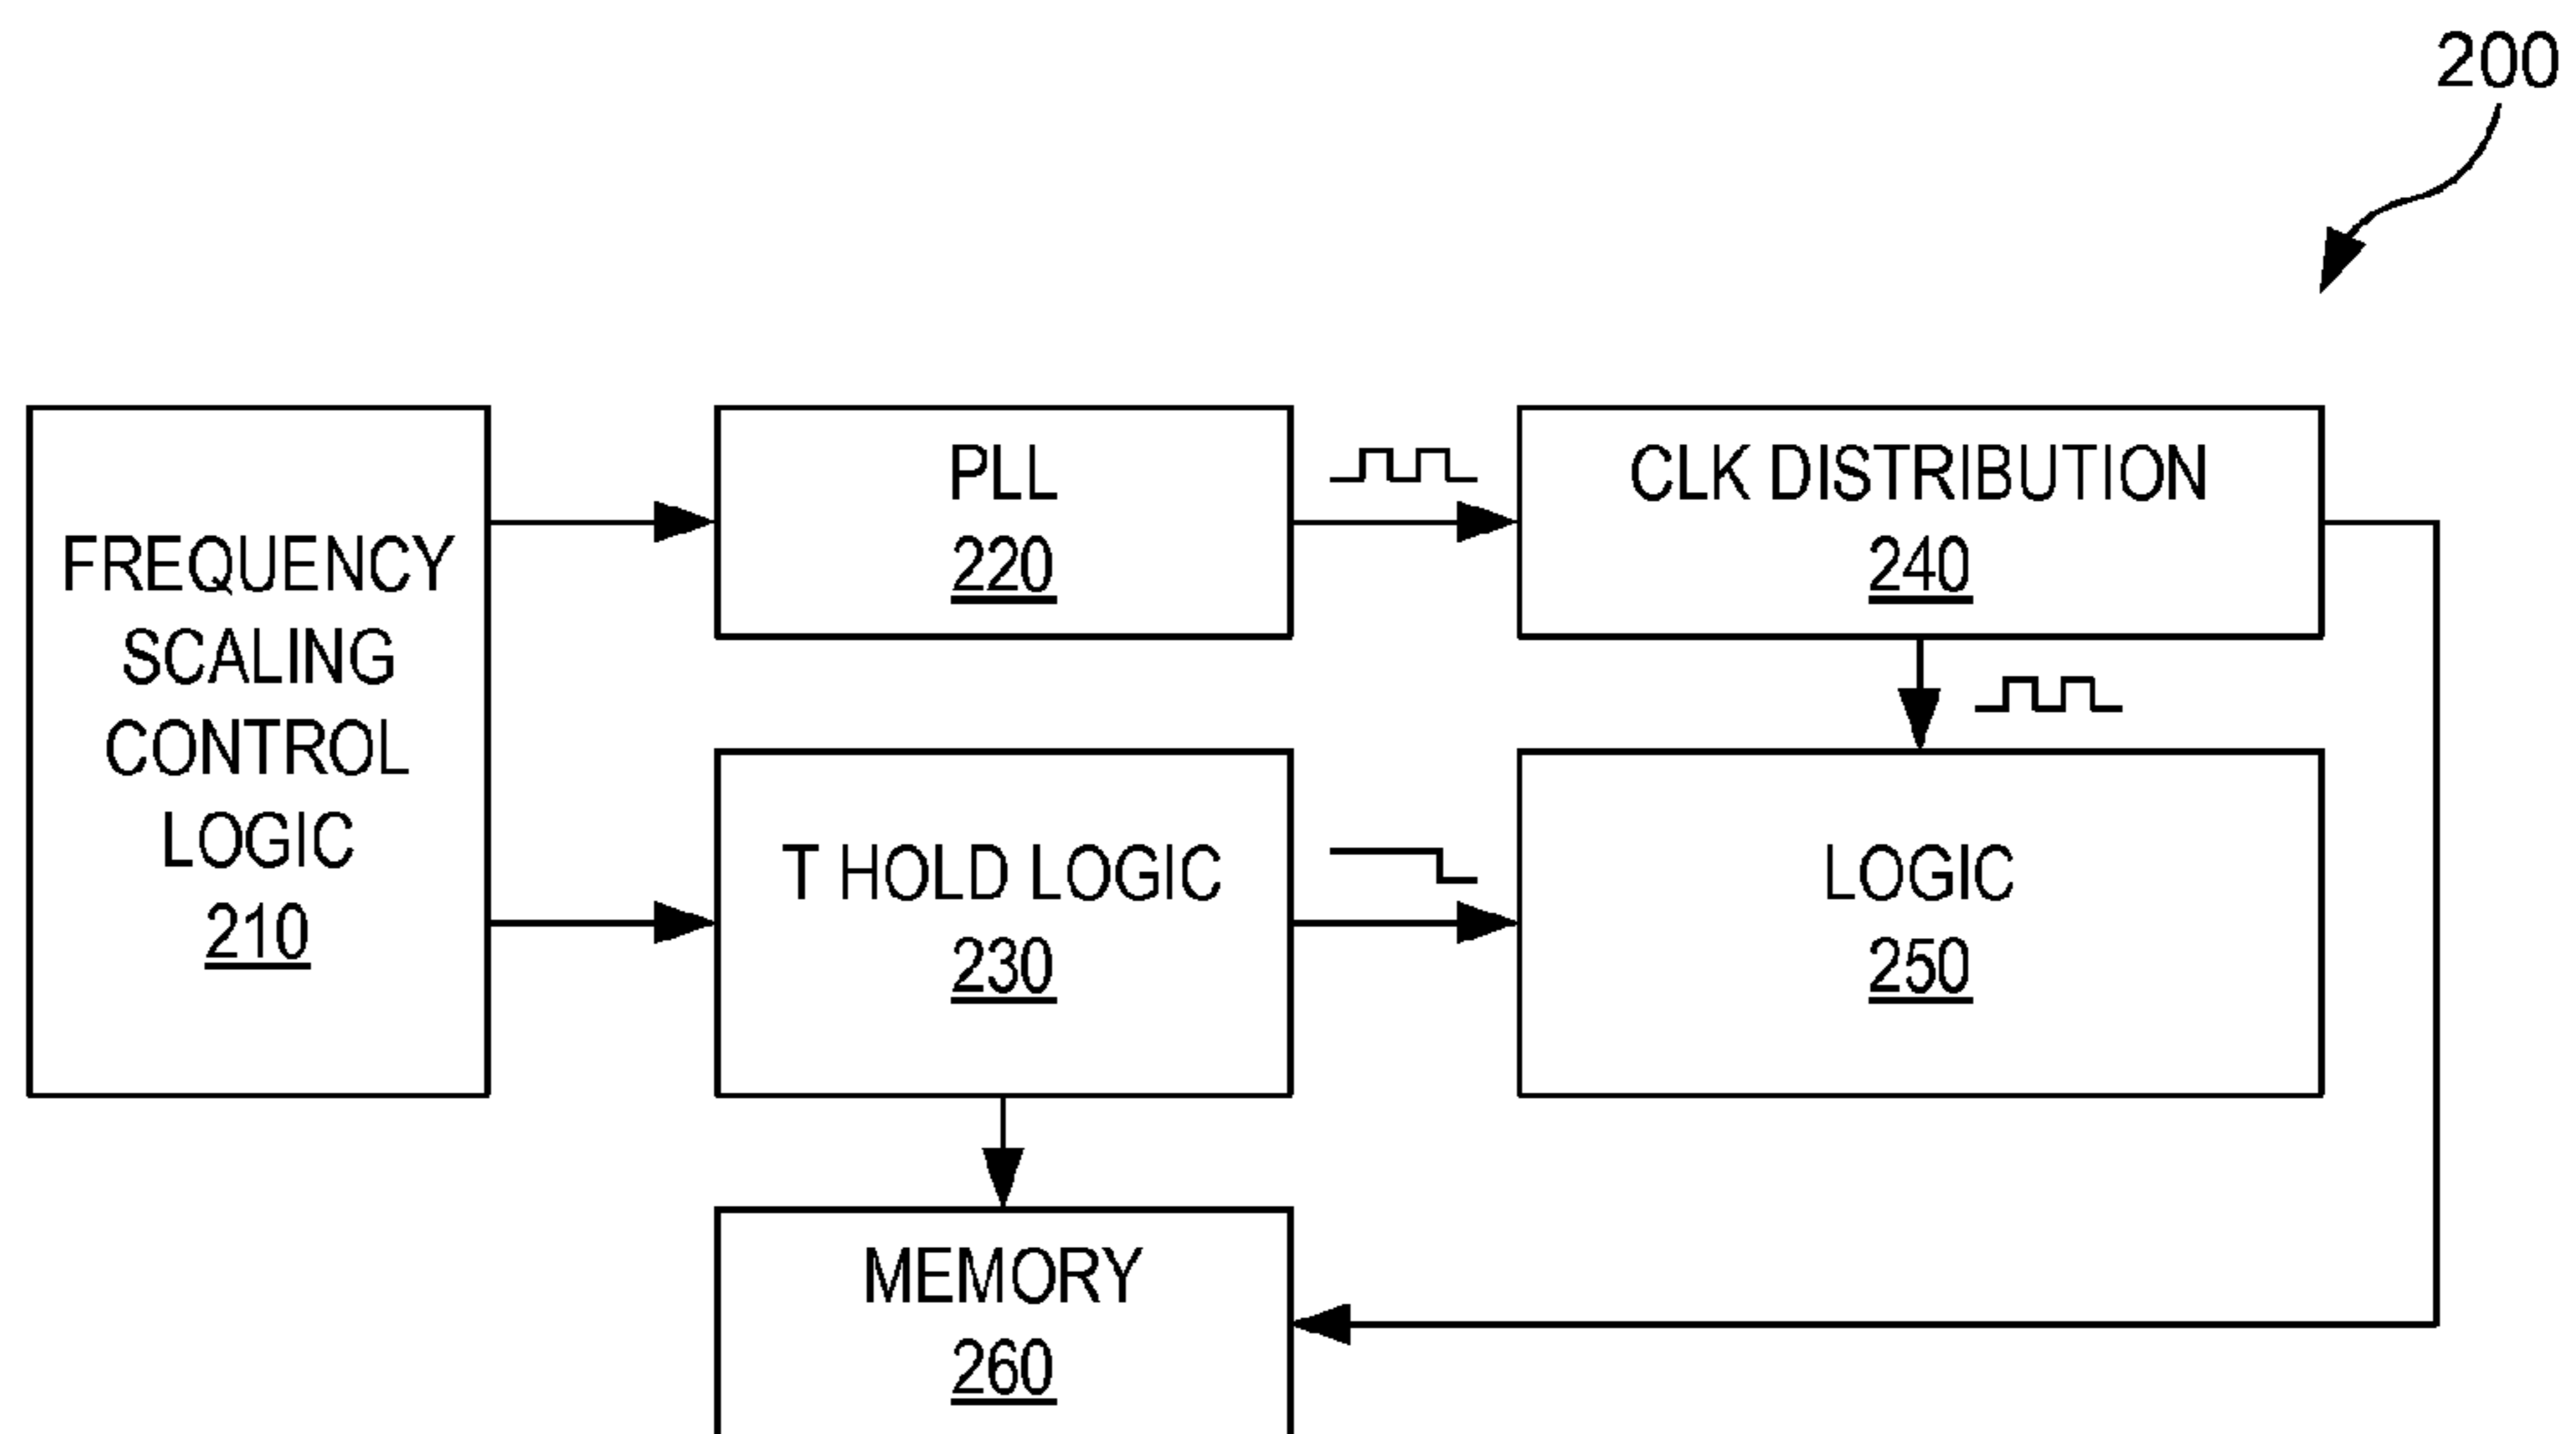 200
FREQUENCY
SCALING
CONTROL
LOGIC
210
PLL
220
CLK DISTRIBUTION
240
T HOLD LOGIC
230
LOGIC
250
MEMORY
260